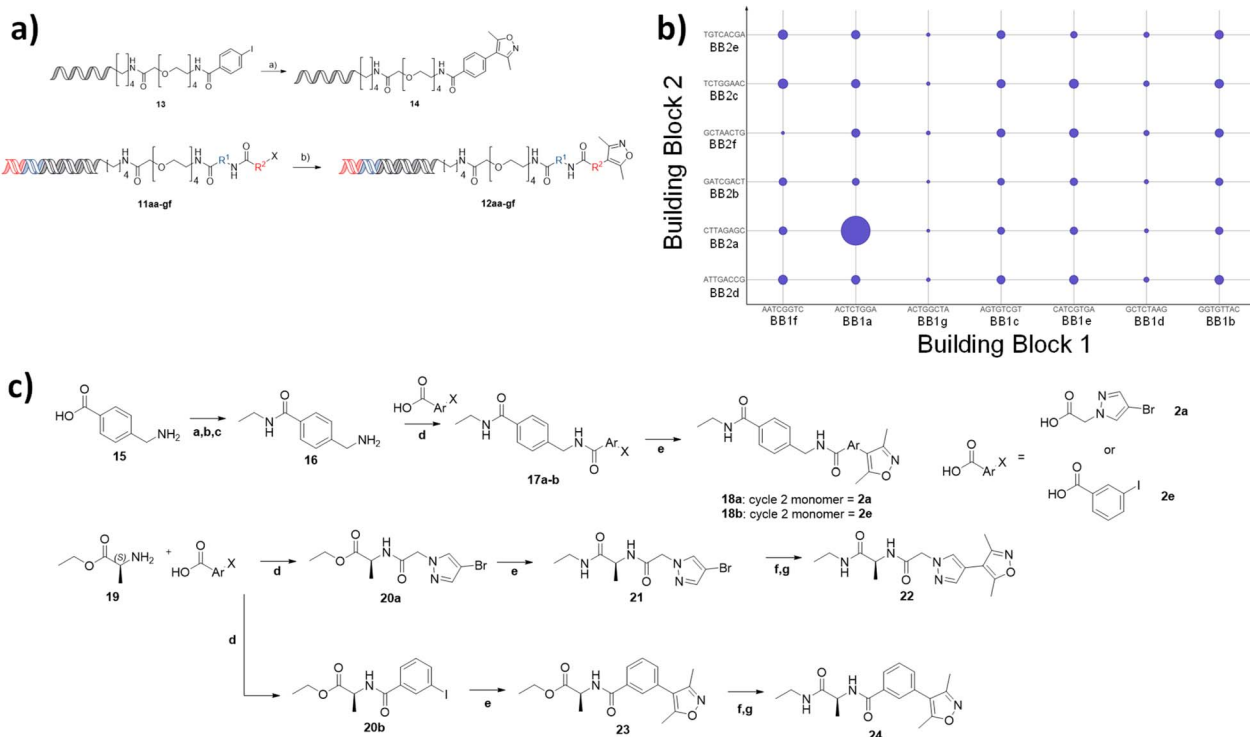 a)
13
a)
14
11aa-gf
b)
12aa-gf
b)
Building Block 2
TGTCACGA
BB2e
TCTGGAAC
BB2c
GCTAACTG
BB2f
GATCGACT
BB2b
CTTAGAGC
BB2a
ATTGACCG
BB2d
AATCGGTC ACTCTGGA ACTGGCTA AGTGTCGT CATCGTGA GCTCTAAG GGTGTTAC
BB1f BB1a BB1g BB1c BB1e BB1d BB1b
Building Block 1
c)
15
a,b,c
16
d
17a-b
e
18a: cycle 2 monomer = 2a
18b: cycle 2 monomer = 2e
=
2a
or
2e
19
+
d
20a
e
21
f,g
22
d
20b
e
23
f,g
24